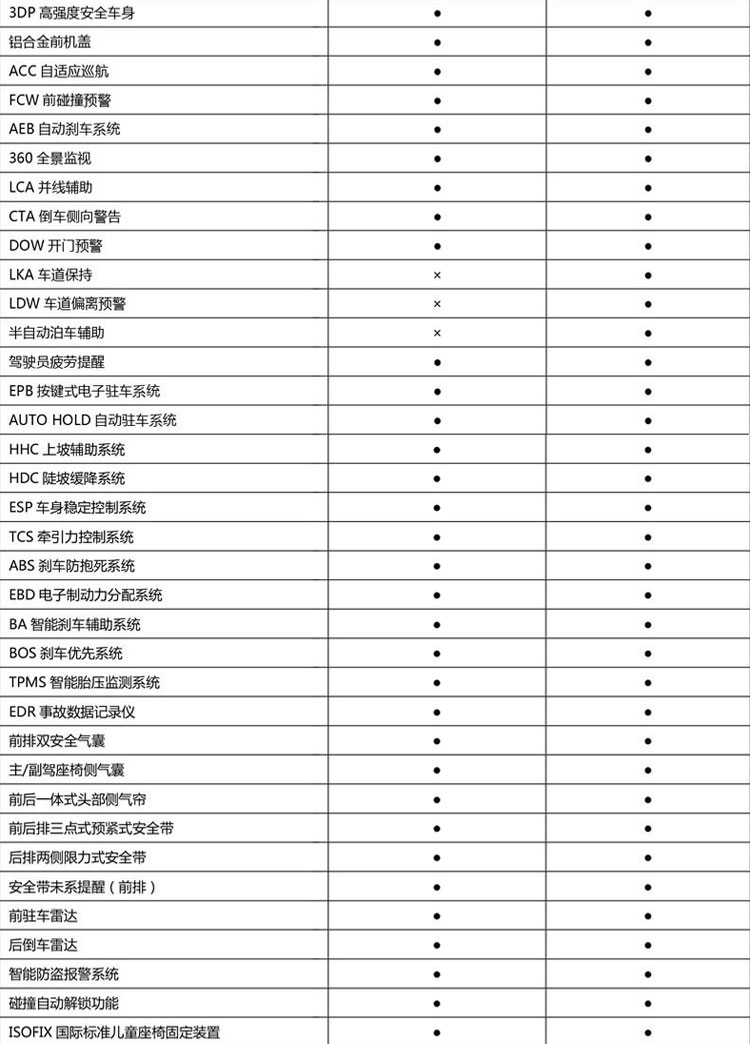 3DP 高强度安全车身 ● ●
铝合金前机盖 ● ●
ACC 自适应巡航 ● ●
FCW 前碰撞预警 ● ●
AEB 自动刹车系统 ● ●
360 全景监视 ● ●
LCA 并线辅助 ● ●
CTA 倒车侧向警告 ● ●
DOW 开门预警 ● ●
LKA 车道保持 × ●
LDW 车道偏离预警 × ●
半自动泊车辅助 × ●
驾驶员疲劳提醒 ● ●
EPB 按键式电子驻车系统 ● ●
AUTO HOLD 自动驻车系统 ● ●
HHC 上坡辅助系统 ● ●
HDC 陡坡缓降系统 ● ●
ESP 车身稳定控制系统 ● ●
TCS 牵引力控制系统 ● ●
ABS 刹车防抱死系统 ● ●
EBD 电子制动力分配系统 ● ●
BA 智能刹车辅助系统 ● ●
BOS 刹车优先系统 ● ●
TPMS 智能胎压监测系统 ● ●
EDR 事故数据记录仪 ● ●
前排双安全气囊 ● ●
主/副驾座椅侧气囊 ● ●
前后一体式头部侧气帘 ● ●
前后排三点式预紧式安全带 ● ●
后排两侧限力式安全带 ● ●
安全带未系提醒（前排） ● ●
前驻车雷达 ● ●
后倒车雷达 ● ●
智能防盗报警系统 ● ●
碰撞自动解锁功能 ● ●
ISOFIX 国际标准儿童座椅固定装置 ● ●